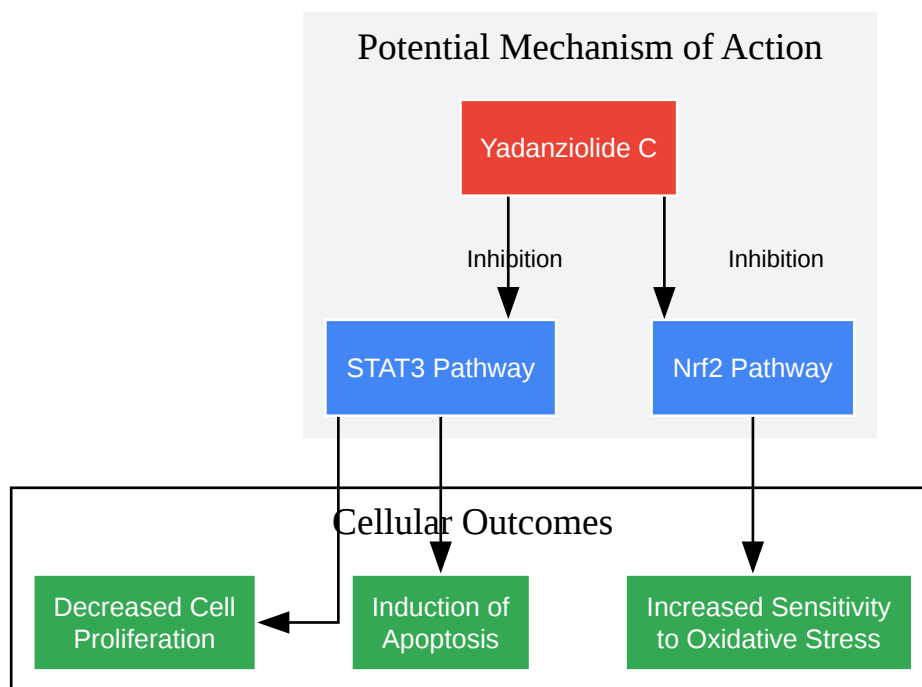 Potential Mechanism of Action
Yadanziolide C
Inhibition
Inhibition
STAT3 Pathway
Nrf2 Pathway
Cellular Outcomes
Decreased Cell
Proliferation
Induction of
Apoptosis
Increased Sensitivity
to Oxidative Stress